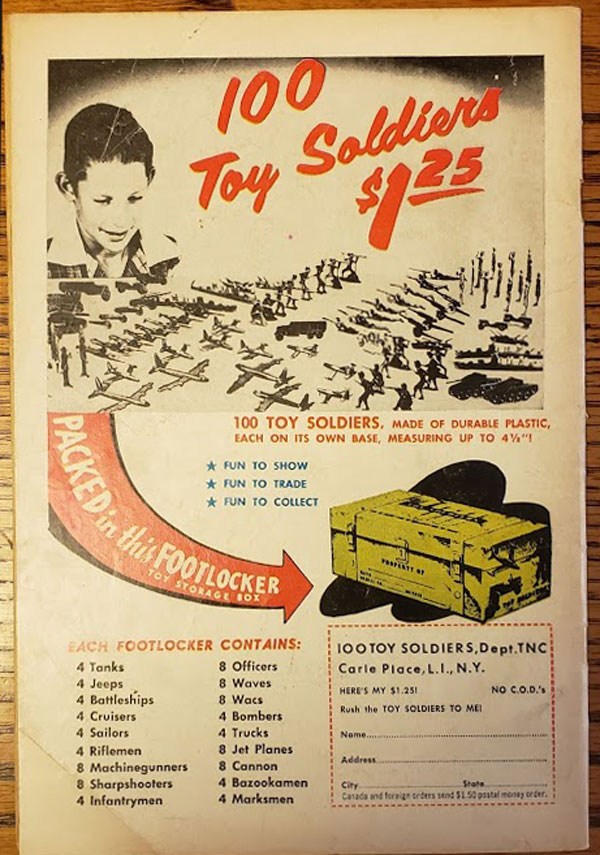 100
Toy Soldiers
$1.25
100 TOY SOLDIERS, MADE OF DURABLE PLASTIC,
EACH ON ITS OWN BASE, MEASURING UP TO 4½"!
★ FUN TO SHOW
★ FUN TO TRADE
★ FUN TO COLLECT
PACKED in this FOOTLOCKER
TOY STORAGE BOX
PROPERTY OF
EACH FOOTLOCKER CONTAINS:
4 Tanks
4 Jeeps
4 Battleships
4 Cruisers
4 Sailors
4 Riflemen
8 Machinegunners
8 Sharpshooters
4 Infantrymen
8 Officers
8 Waves
8 Wacs
4 Bombers
4 Trucks
8 Jet Planes
8 Cannon
4 Bazookamen
4 Marksmen
100 TOY SOLDIERS, Dept. TNC
Carle Place, L.I., N.Y.
HERE'S MY $1.25! NO C.O.D.'s
Rush the TOY SOLDIERS TO ME!
Name
Address
City State
Canada and foreign orders send $1.50 postal money order.